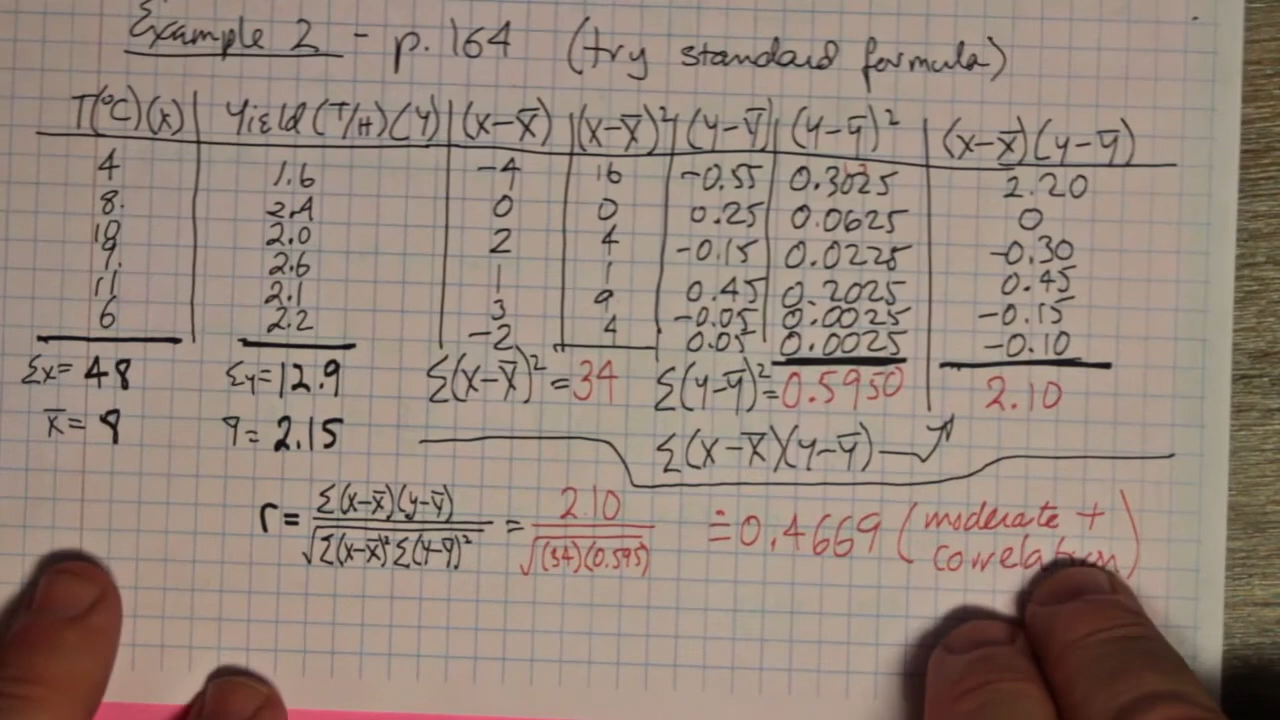 Example 2 - p. 164 (try standard formula)
T(°C)(x) Yield (T/H) (y) (x-x̄) (x-x̄)² (y-ȳ) (y-ȳ)² (x-x̄)(y-ȳ)
4 1.6 -4 16 -0.55 0.3025 2.20
8 2.4 0 0 0.25 0.0625 0
10 2.0 2 4 -0.15 0.0225 -0.30
9 2.6 1 1 0.45 0.2025 0.45
11 2.1 3 9 -0.05 0.0025 -0.15
6 2.2 -2 4 0.05 0.0025 -0.10
Σx= 48 Σy=12.9 Σ(x-x̄)²=34 Σ(y-ȳ)²=0.5950 2.10
x̄= 8 ȳ= 2.15 Σ(x-x̄)(y-ȳ)
r= Σ(x-x̄)(y-ȳ) / √Σ(x-x̄)²Σ(y-ȳ)² = 2.10 / √(34)(0.595) ≐0.4669 (moderate +
correlation)